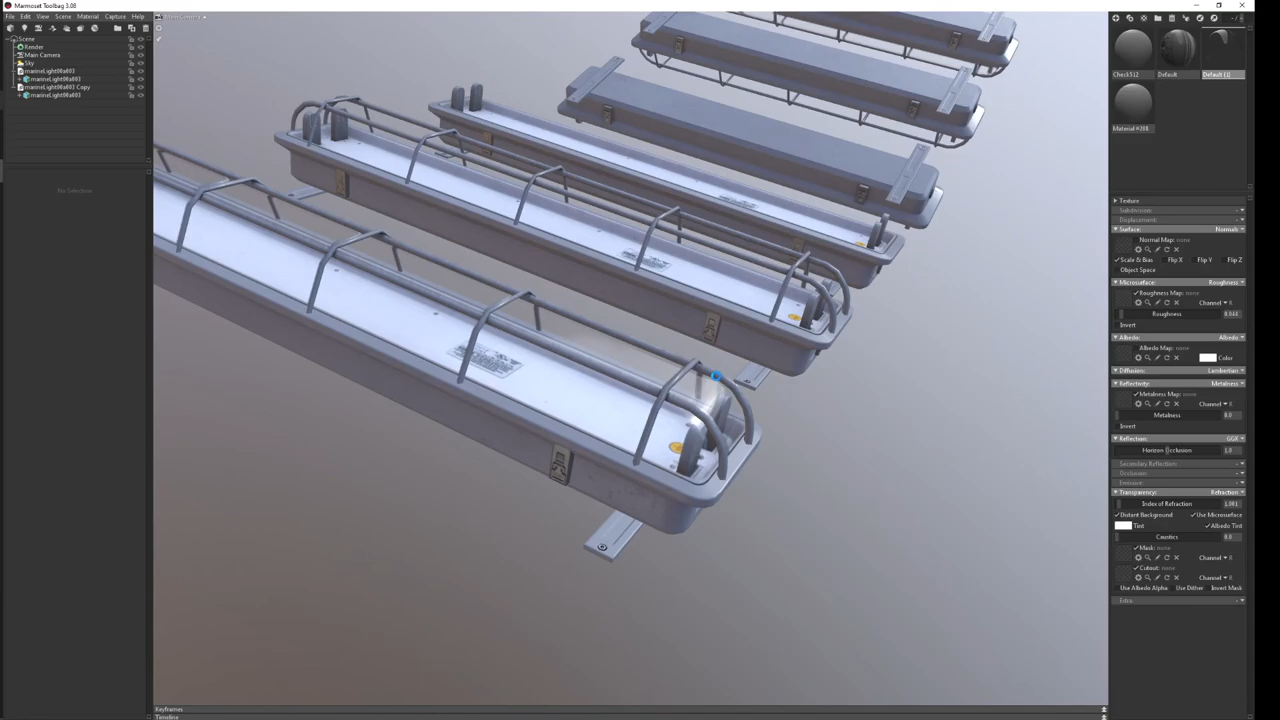 Marmoset Toolbag 3.08
File Edit View Scene Material Capture Help
Main Camera
Scene
Render
Main Camera
Sky
marineLight00a003
marineLight00a003
marineLight00a003 Copy
marineLight00a003
No Selection
Check512
Default
Default (1)
Texture
Subdivision:
Displacement:
Surface: Normals
Normal Map: none
Scale & Bias Flip X Flip Y Flip Z
Object Space
Microsurface: Roughness
Roughness Map: none
Channel R
Roughness 0.044
Invert
Albedo: Albedo
Albedo Map: none
Color
Diffusion: Lambertian
Reflectivity: Metalness
Metalness Map: none
Channel R
Metalness 0.0
Invert
Reflection: GGX
Horizon Occlusion 1.0
Secondary Reflection:
Occlusion:
Emissive:
Transparency: Refraction
Index of Refraction 1.001
Distant Background Use Microsurface
Tint Albedo Tint
Caustics 0.0
Mask: none
Channel R
Cutout: none
Channel R
Use Albedo Alpha Use Dither Invert Mask
Extra:
Keyframes
Timeline